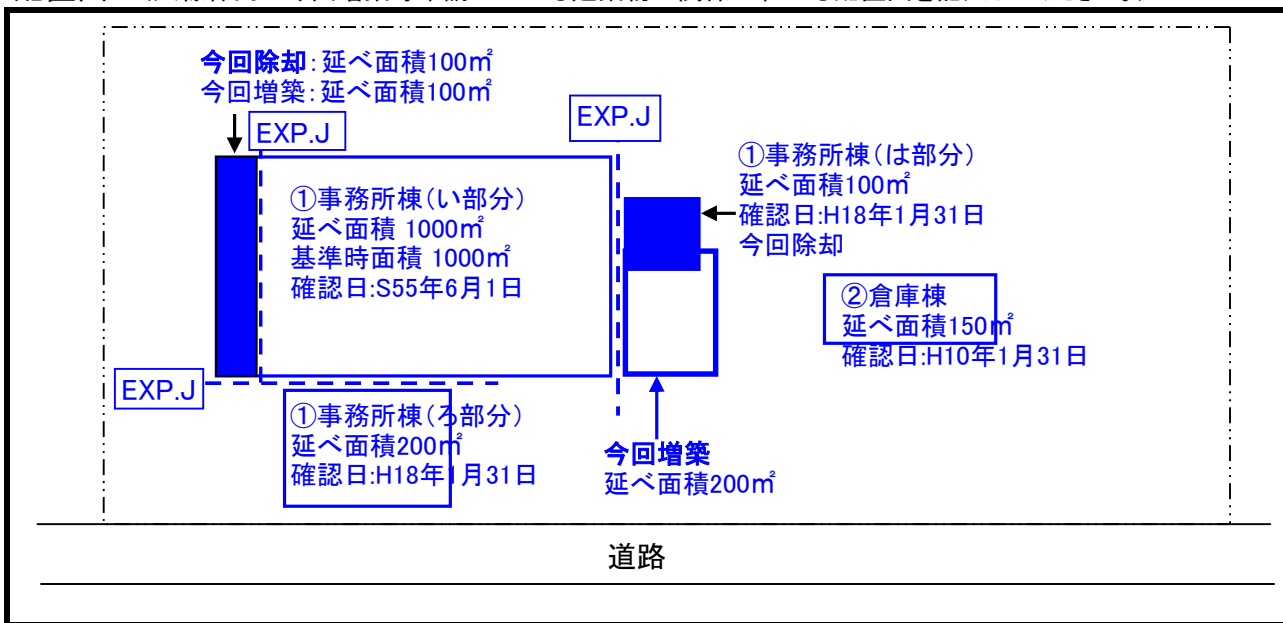 今回除却:延べ面積100㎡
今回増築:延べ面積100㎡
EXP.J
EXP.J
①事務所棟(い部分)
延べ面積 1000㎡
基準時面積 1000㎡
確認日:S55年6月1日
①事務所棟(は部分)
延べ面積100㎡
確認日:H18年1月31日
今回除却
②倉庫棟
延べ面積150㎡
確認日:H10年1月31日
EXP.J
①事務所棟(ろ部分)
延べ面積200㎡
確認日:H18年1月31日
今回増築
延べ面積200㎡
道路